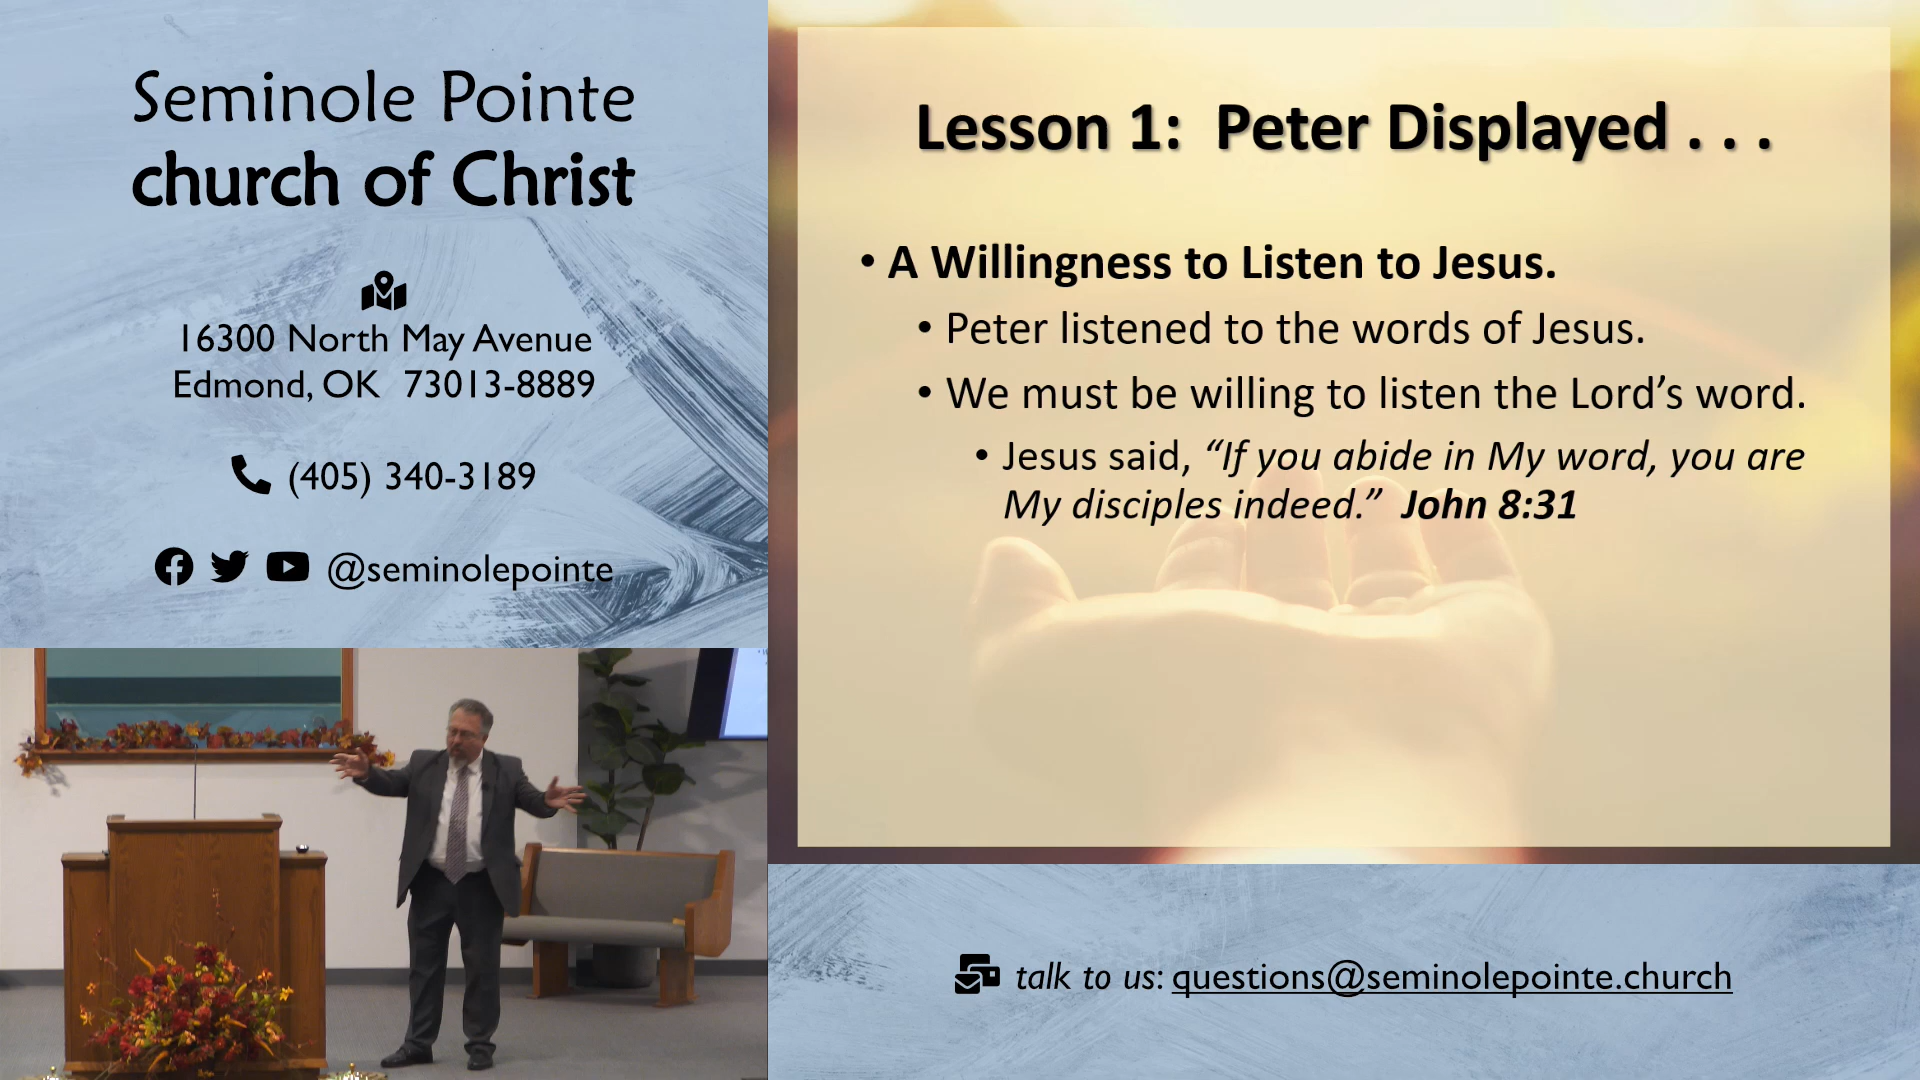 Seminole Pointe
church of Christ
16300 North May Avenue
Edmond, OK 73013-8889
(405) 340-3189
@seminolepointe
Lesson 1: Peter Displayed . . .
• A Willingness to Listen to Jesus.
• Peter listened to the words of Jesus.
• We must be willing to listen the Lord’s word.
• Jesus said, “If you abide in My word, you are
My disciples indeed.” John 8:31
talk to us: questions@seminolepointe.church